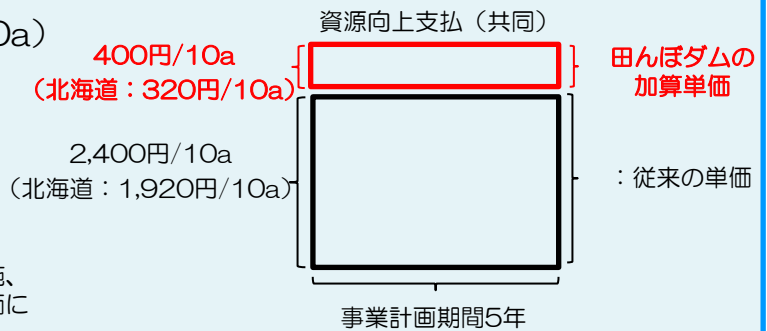 0a）
資源向上支払（共同）
400円/10a
（北海道：320円/10a）
田んぼダムの
加算単価
2,400円/10a
（北海道：1,920円/10a）
：従来の単価
、
に
事業計画期間5年